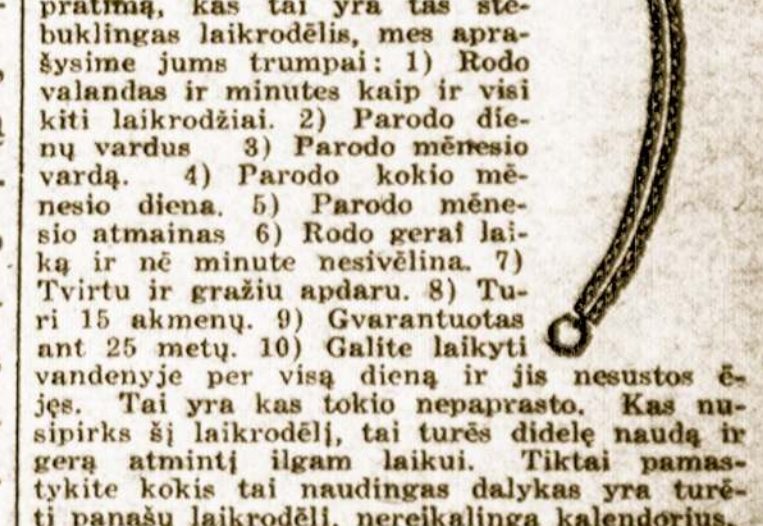 pratimą, kas tai yra tas ste-
buklingas laikrodėlis, mes apra-
šysime jums trumpai: 1) Rodo
valandas ir minutes kaip ir visi
kiti laikrodžiai. 2) Parodo die-
nų vardus 3) Parodo mėnesio
vardą. 4) Parodo kokio mė-
nesio diena. 5) Parodo mėne-
sio atmainas 6) Rodo gerai lai-
ką ir nė minute nesivėlina. 7)
Tvirtu ir gražiu apdaru. 8) Tu-
ri 15 akmenų. 9) Gvarantuotas
ant 25 metų. 10) Galite laikyti
vandenyje per visą dieną ir jis nesustos ė-
jęs. Tai yra kas tokio nepaprasto. Kas nu-
sipirks šį laikrodėlį, tai turės didelę naudą ir
gerą atmintį ilgam laikui. Tiktai pamas-
tykite kokis tai naudingas dalykas yra turė-
ti panašu laikrodėlį, nereikalinga kalendorius,